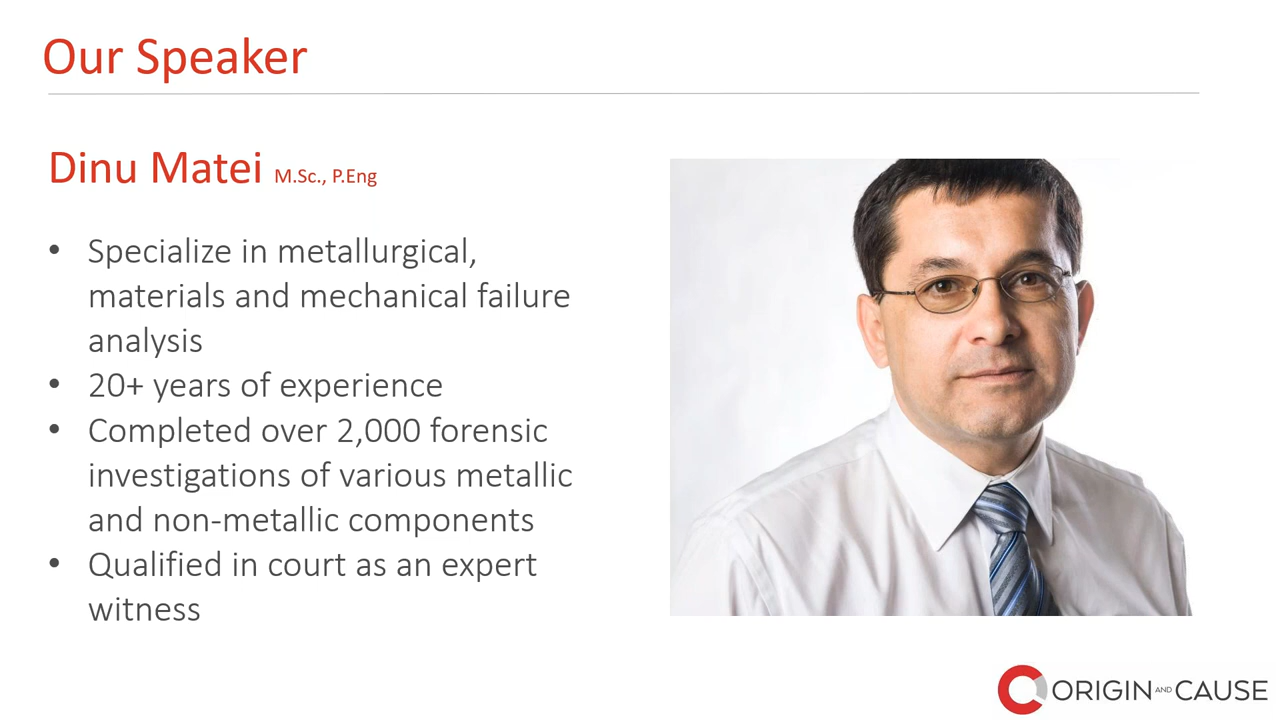 Our Speaker
Dinu Matei M.Sc., P.Eng
• Specialize in metallurgical,
materials and mechanical failure
analysis
• 20+ years of experience
• Completed over 2,000 forensic
investigations of various metallic
and non-metallic components
• Qualified in court as an expert
witness
ORIGIN AND CAUSE